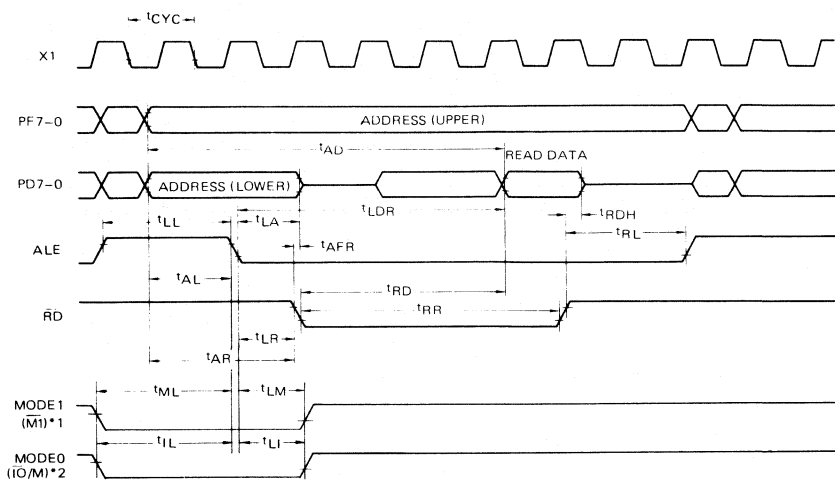 tCYC
X1
PF7-0
ADDRESS (UPPER)
tAD
READ DATA
PD7-0
ADDRESS (LOWER)
tLDR
tRDH
tLL
tLA
tAFR
tRL
ALE
tAL
tRD
RD
tRR
tLR
tAR
tML
tLM
MODE1
(M1)*1
tIL
tLI
MODE0
(IO/M)*2